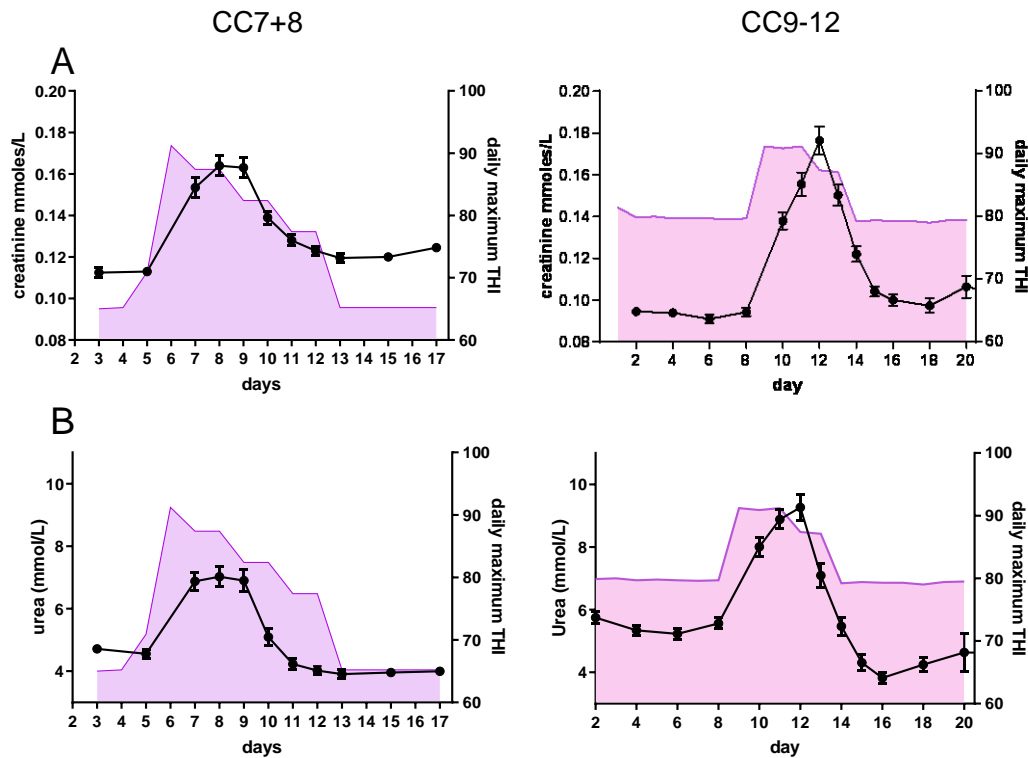 CC7+8
CC9-12
A
0.20
0.18
0.16
0.14
0.12
0.10
0.08
creatinine mmoles/L
100
90
80
70
60
daily maximum THI
2 3 4 5 6 7 8 9 10 11 12 13 14 15 16 17
days
0.20
0.18
0.16
0.14
0.12
0.10
0.08
creatinine mmoles/L
100
90
80
70
60
daily maximum THI
2 4 6 8 10 12 14 16 18 20
day
B
10
8
6
4
urea (mmol/L)
100
90
80
70
60
daily maximum THI
2 3 4 5 6 7 8 9 10 11 12 13 14 15 16 17
days
10
8
6
4
Urea (mmol/L)
100
90
80
70
60
daily maximum THI
2 4 6 8 10 12 14 16 18 20
day